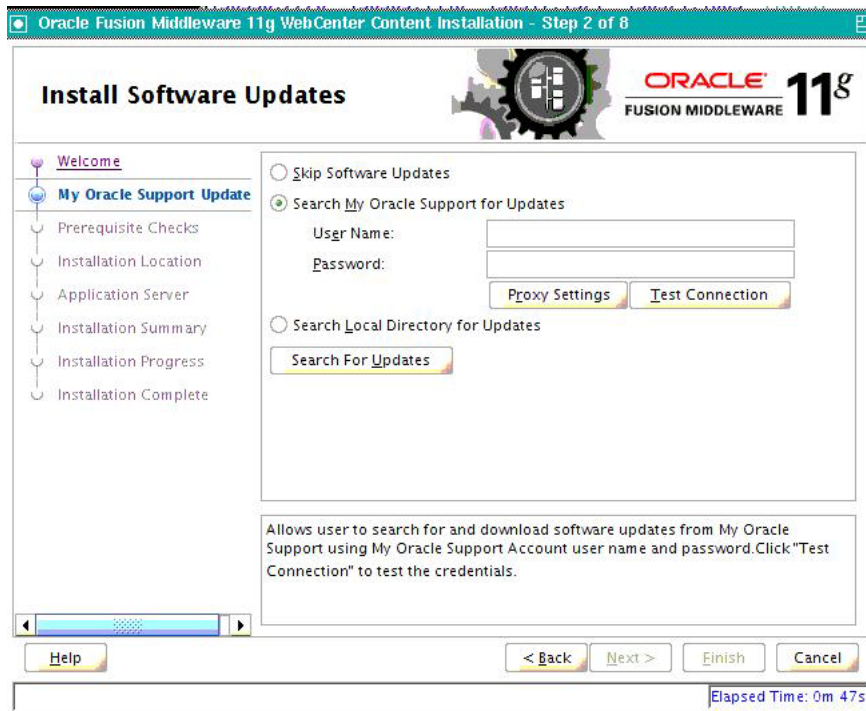 Oracle Fusion Middleware 11g WebCenter Content Installation - Step 2 of 8
Install Software Updates
ORACLE
FUSION MIDDLEWARE 11g
Welcome
My Oracle Support Update
Prerequisite Checks
Installation Location
Application Server
Installation Summary
Installation Progress
Installation Complete
Skip Software Updates
Search My Oracle Support for Updates
User Name:
Password:
Proxy Settings Test Connection
Search Local Directory for Updates
Search For Updates
Allows user to search for and download software updates from My Oracle
Support using My Oracle Support Account user name and password.Click "Test
Connection" to test the credentials.
Help < Back Next > Finish Cancel
Elapsed Time: 0m 47s